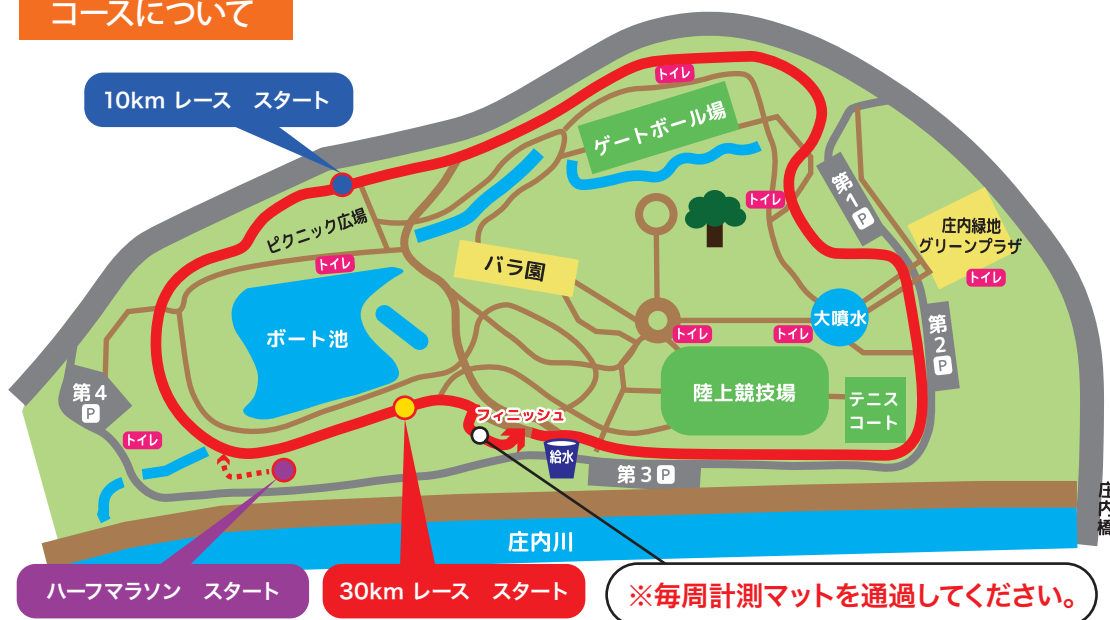 コースについて
10km レース　スタート
トイレ
ゲートボール場
第1 P
トイレ
ピクニック広場
庄内緑地
グリーンプラザ
トイレ
トイレ
バラ園
大噴水
ボート池
トイレ
トイレ
第2 P
第4
P
陸上競技場
テニス
コート
フィニッシュ
トイレ
給水
第3 P
庄内橋
庄内川
ハーフマラソン　スタート
30km レース　スタート
※毎周計測マットを通過してください。